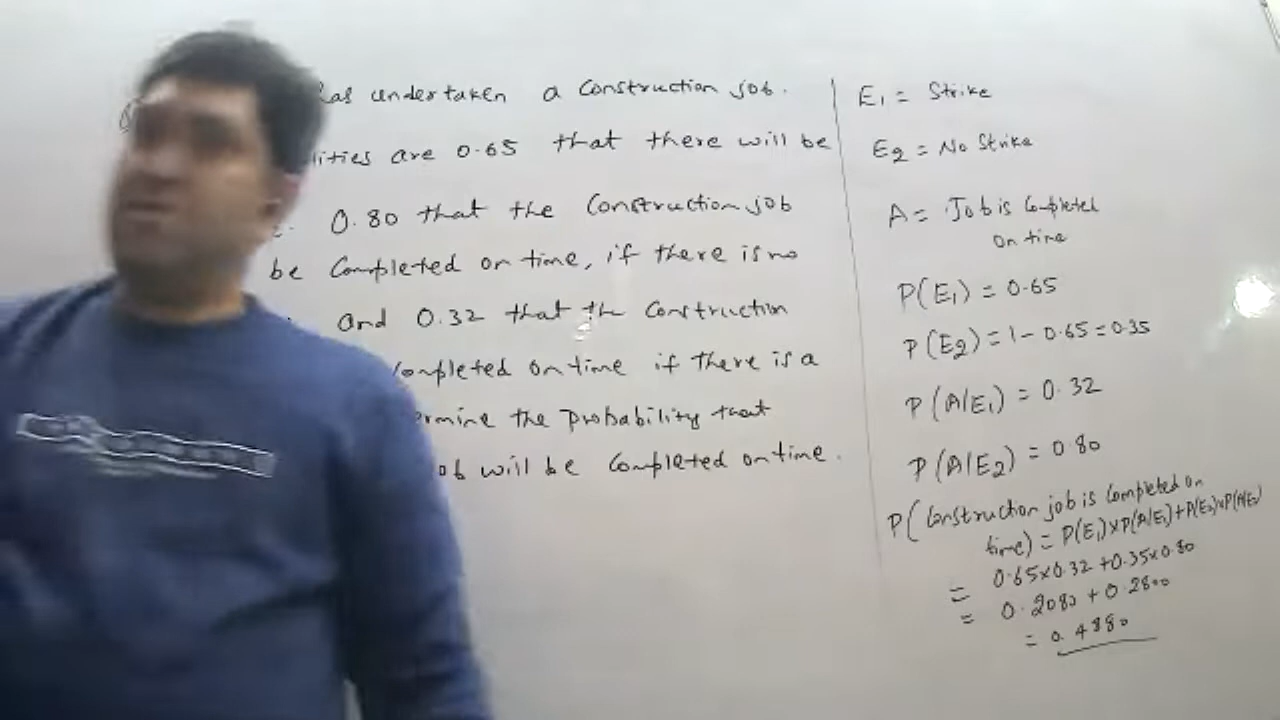 has undertaken a Construction job.
lities are 0.65 that there will be
0.80 that the Construction job
be Completed on time, if there is no
and 0.32 that the Construction
ompleted on time if there is a
rmine the probability that
ob will be Completed on time.
E₁ = Strike
E₂ = No Strike
A = Job is Completed
on time
P(E₁) = 0.65
P(E₂) = 1 - 0.65 = 0.35
P(A/E₁) = 0.32
P(A/E₂) = 0.80
P(Construction job is Completed on
time) = P(E₁)×P(A/E₁)+P(E₂)×P(A/E₂)
= 0.65×0.32 + 0.35×0.80
= 0.2080 + 0.2800
= 0.4880